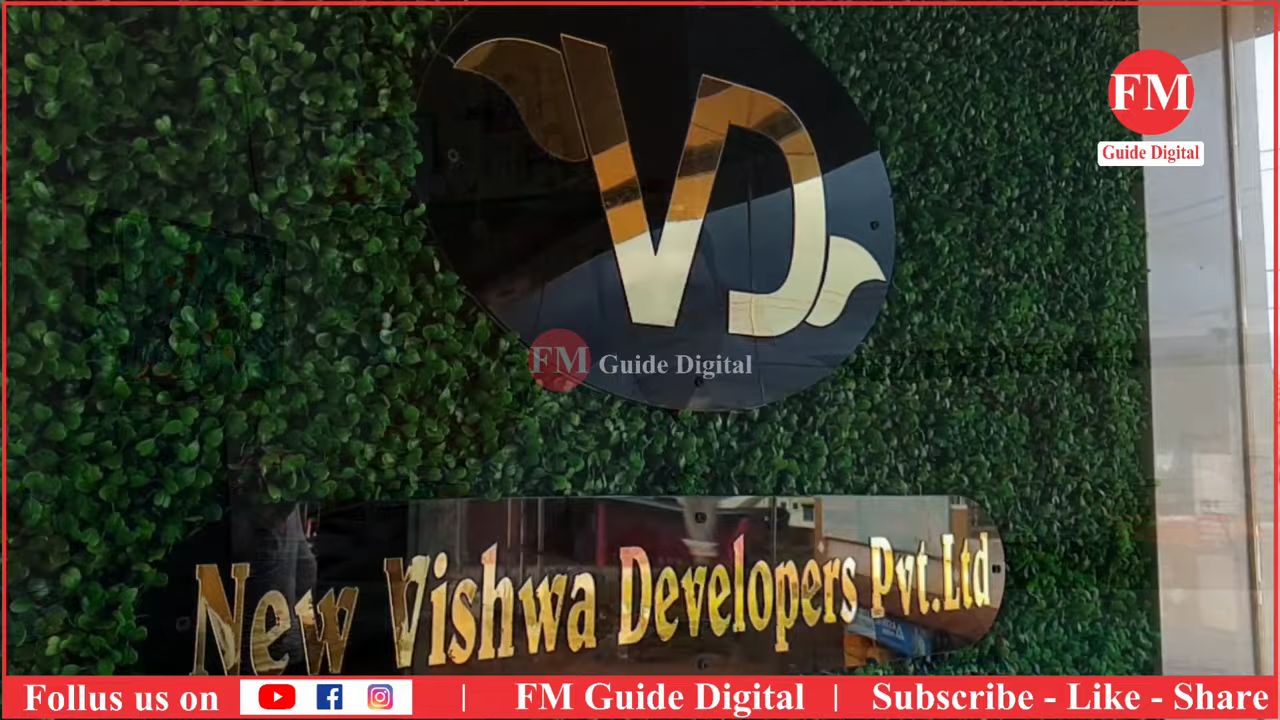 VD
FM
Guide Digital
FM Guide Digital
New Vishwa Developers Pvt.Ltd
Follus us on | FM Guide Digital | Subscribe - Like - Share